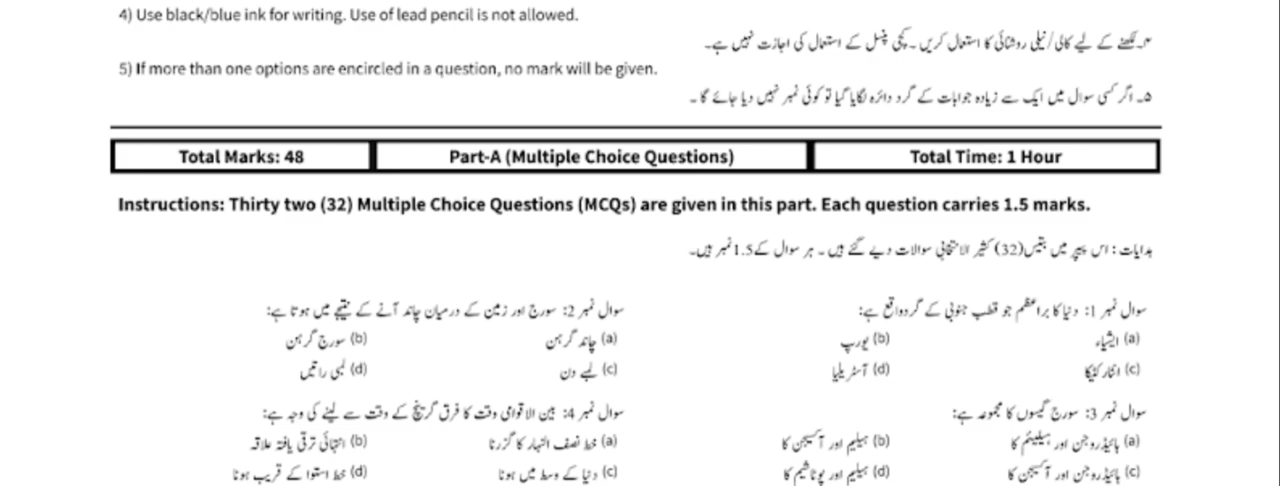 4) Use black/blue ink for writing. Use of lead pencil is not allowed.
۴۔ لکھنے کے لیے کالی/نیلی روشنائی کا استعمال کریں۔ کچی پنسل کے استعمال کی اجازت نہیں ہے۔
5) If more than one options are encircled in a question, no mark will be given.
۵۔ اگر کسی سوال میں ایک سے زیادہ جوابات کے گرد دائرہ لگایا گیا تو کوئی نمبر نہیں دیا جائے گا۔
Total Marks: 48 Part-A (Multiple Choice Questions) Total Time: 1 Hour
Instructions: Thirty two (32) Multiple Choice Questions (MCQs) are given in this part. Each question carries 1.5 marks.
ہدایات: اس پیپر میں بتیس(32) کثیر الانتخابی سوالات دیے گئے ہیں۔ ہر سوال کے 1.5 نمبر ہیں۔
سوال نمبر 1: دنیا کا براعظم جو قطب جنوبی کے گرد واقع ہے:
(a) ایشیاء (b) یورپ
(c) انٹارکٹیکا (d) آسٹریلیا
سوال نمبر 2: سورج اور زمین کے درمیان چاند آنے کے نتیجے میں ہوتا ہے:
(a) چاند گرہن (b) سورج گرہن
(c) لمبے دن (d) لمبی راتیں
سوال نمبر 3: سورج گیسوں کا مجموعہ ہے:
(a) ہائیڈروجن اور ہیلیئم کا (b) ہیلیم اور آکسیجن کا
(c) ہائیڈروجن اور آکسیجن کا (d) ہیلیم اور پوٹاشیم کا
سوال نمبر 4: بین الاقوامی وقت کا فرق گرینچ کے وقت سے لینے کی وجہ ہے:
(a) خط نصف النہار کا گزرنا (b) انتہائی ترقی یافتہ علاقہ
(c) دنیا کے وسط میں ہونا (d) خط استوا کے قریب ہونا